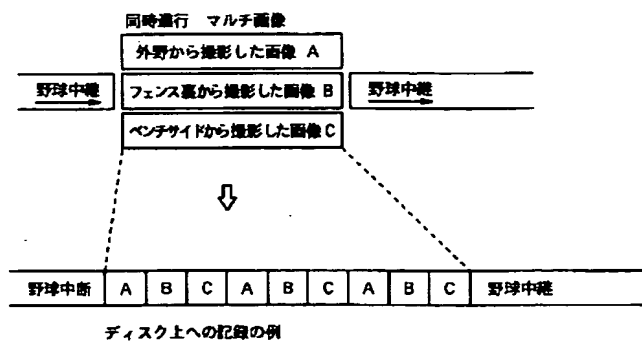 同時進行 マルチ画像
外野から撮影した画像 A
野球中継
フェンス裏から撮影した画像 B
野球中継
ベンチサイドから撮影した画像 C
野球中断 A B C A B C A B C 野球中継
ディスク上への記録の例